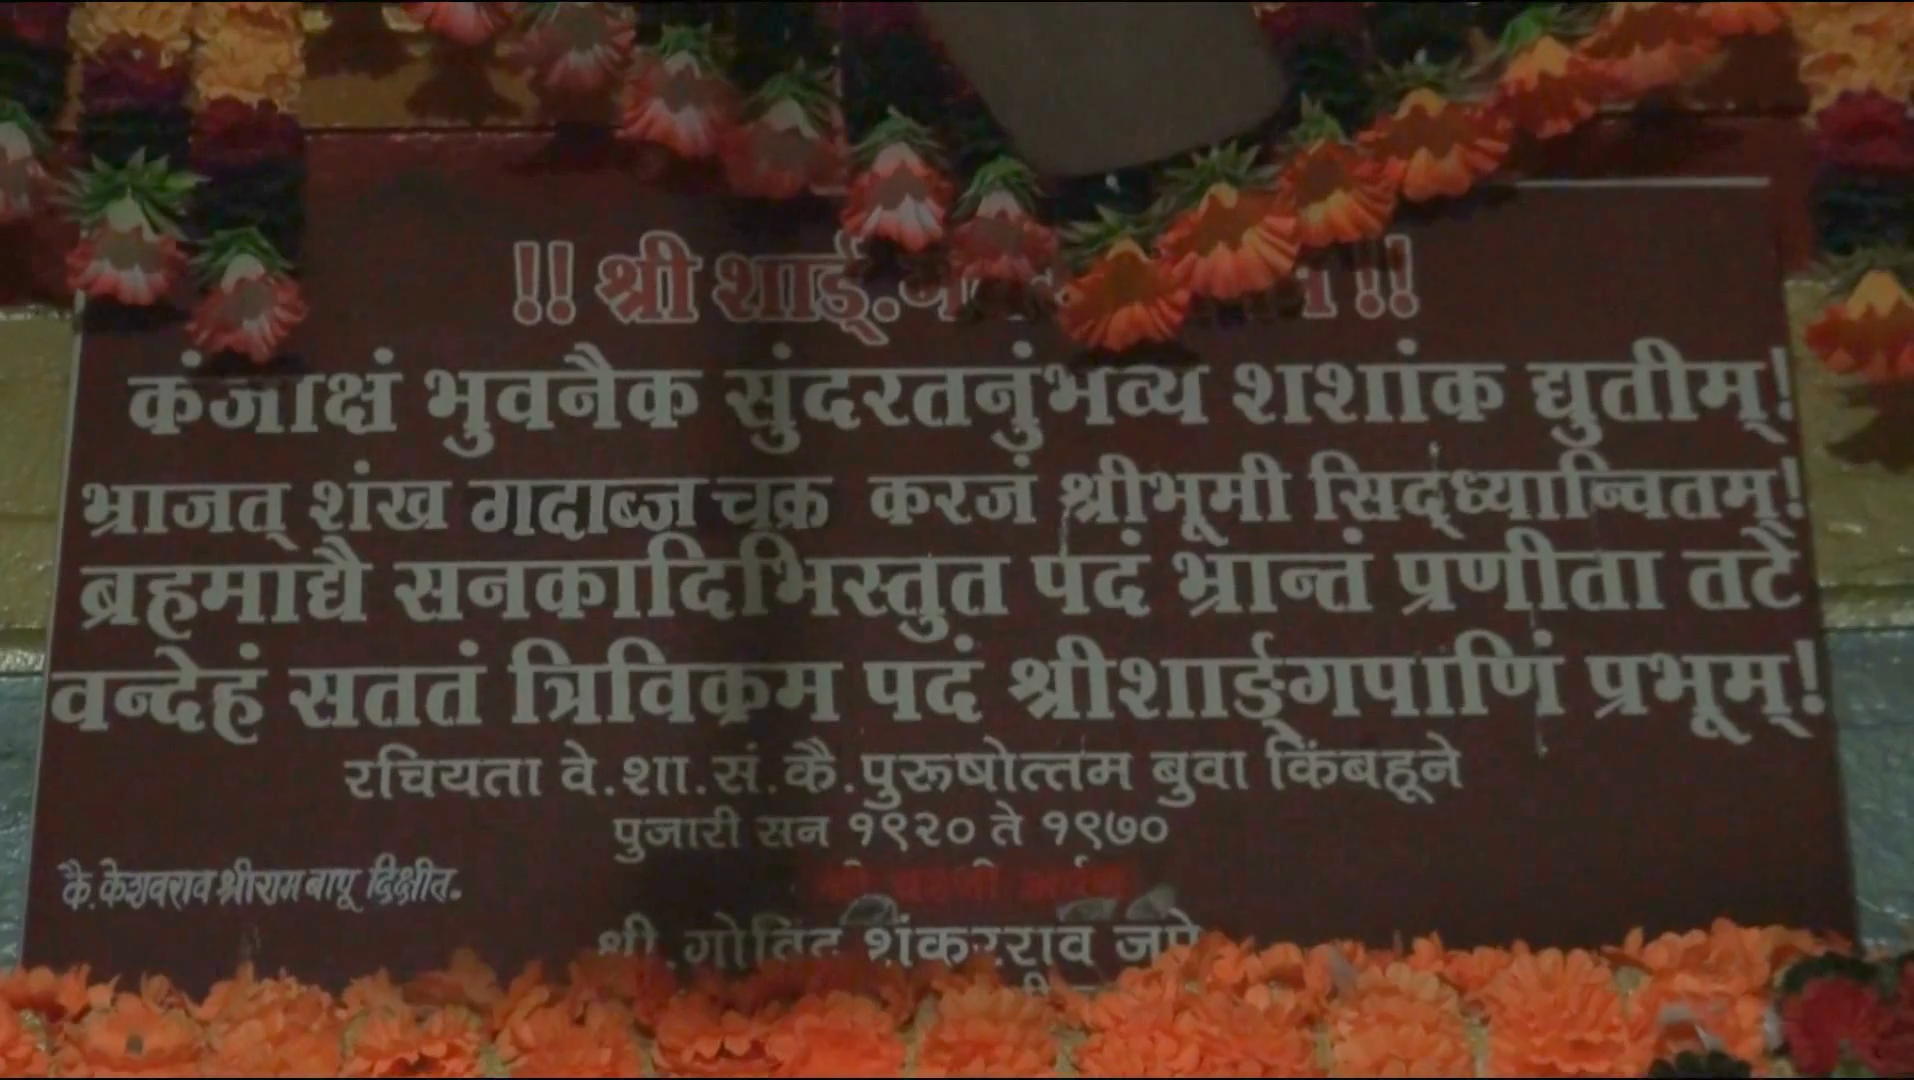 !! श्री शार्ङ् !!
कंजाक्षं भुवनैक सुंदरतनुंभव्य शशांक द्युतीम्!
भ्राजत् शंख गदाब्ज चक्र करजं श्रीभूमी सिद्ध्यान्वितम्!
ब्रहमाद्यै सनकादिभिस्तुत पदं भ्रान्तं प्रणीता तटे
वन्देहं सततं त्रिविक्रम पदं श्रीशार्ङ्गपाणिं प्रभूम्!
रचियता वे.शा.सं.कै.पुरूषोत्तम बुवा किंबहूने
पुजारी सन १९२० ते १९७०
कै.केशवराव श्रीराम बापू दिक्षीत.
श्री.गोविंद शंकरराव